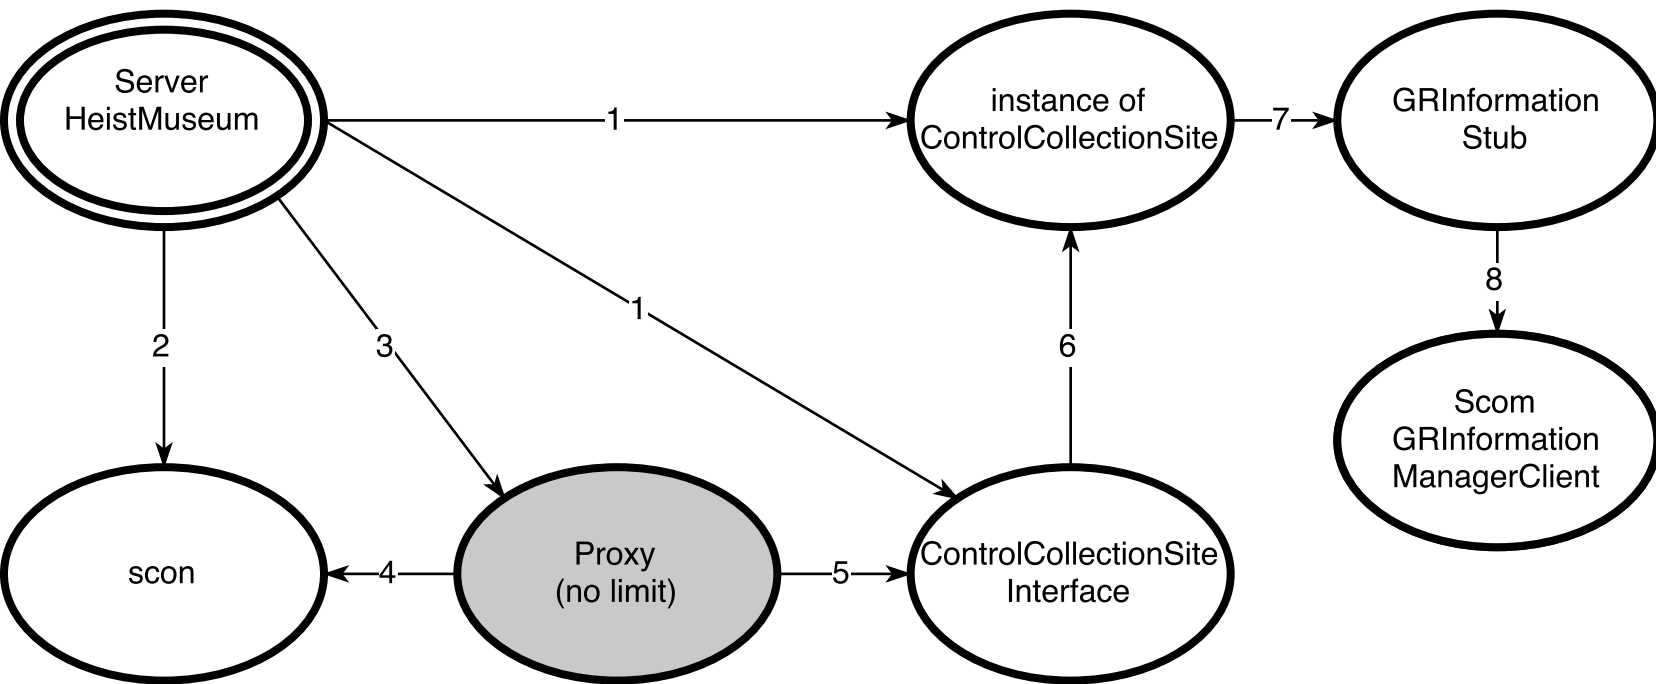 Server
HeistMuseum
1
instance of
ControlCollectionSite
7
GRInformation
Stub
2
3
1
6
8
Scom
GRInformation
ManagerClient
scon
4
Proxy
(no limit)
5
ControlCollectionSite
Interface